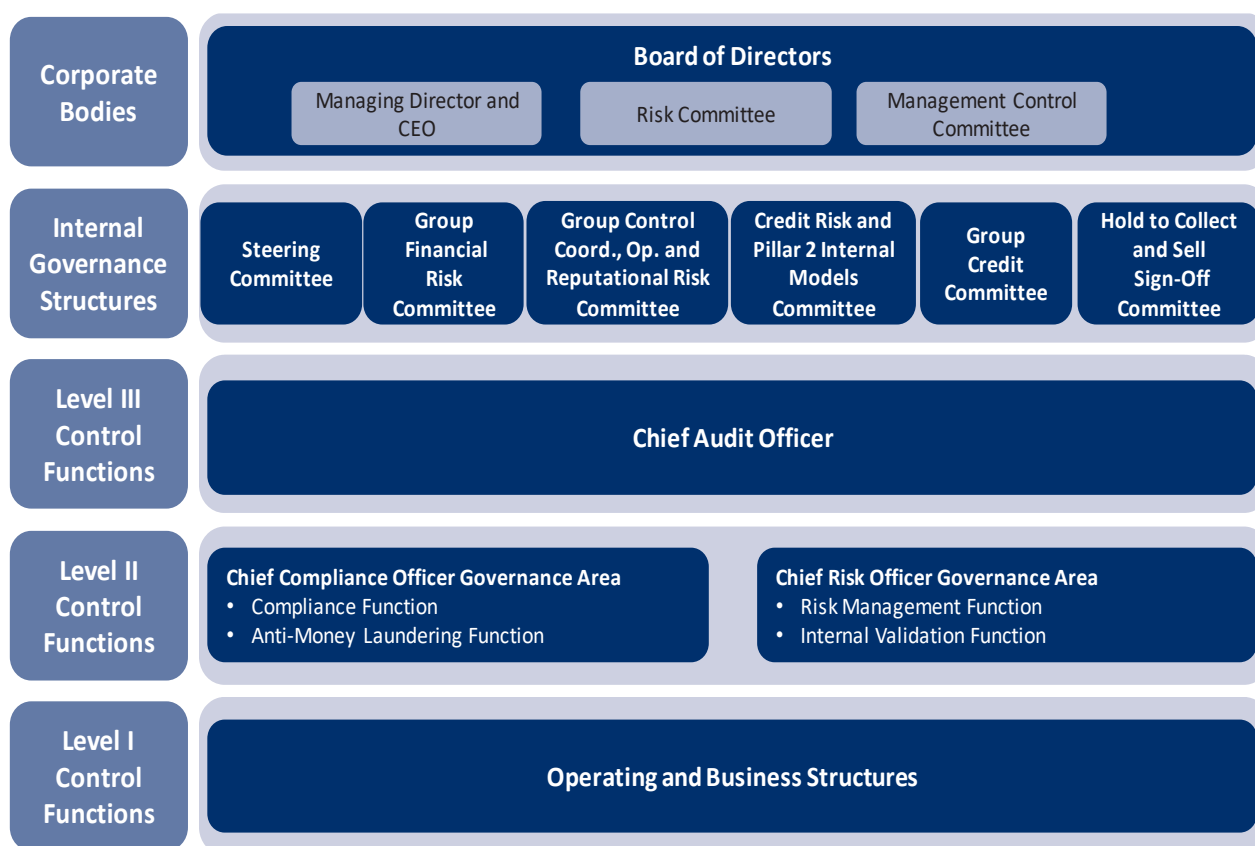 Corporate
Bodies
Board of Directors
Managing Director and
CEO
Risk Committee
Management Control
Committee
Internal
Governance
Structures
Steering
Committee
Group
Financial
Risk
Committee
Group Control
Coord., Op. and
Reputational Risk
Committee
Credit Risk and
Pillar 2 Internal
Models
Committee
Group
Credit
Committee
Hold to Collect
and Sell
Sign-Off
Committee
Level III
Control
Functions
Chief Audit Officer
Level II
Control
Functions
Chief Compliance Officer Governance Area
• Compliance Function
• Anti-Money Laundering Function
Chief Risk Officer Governance Area
• Risk Management Function
• Internal Validation Function
Level I
Control
Functions
Operating and Business Structures